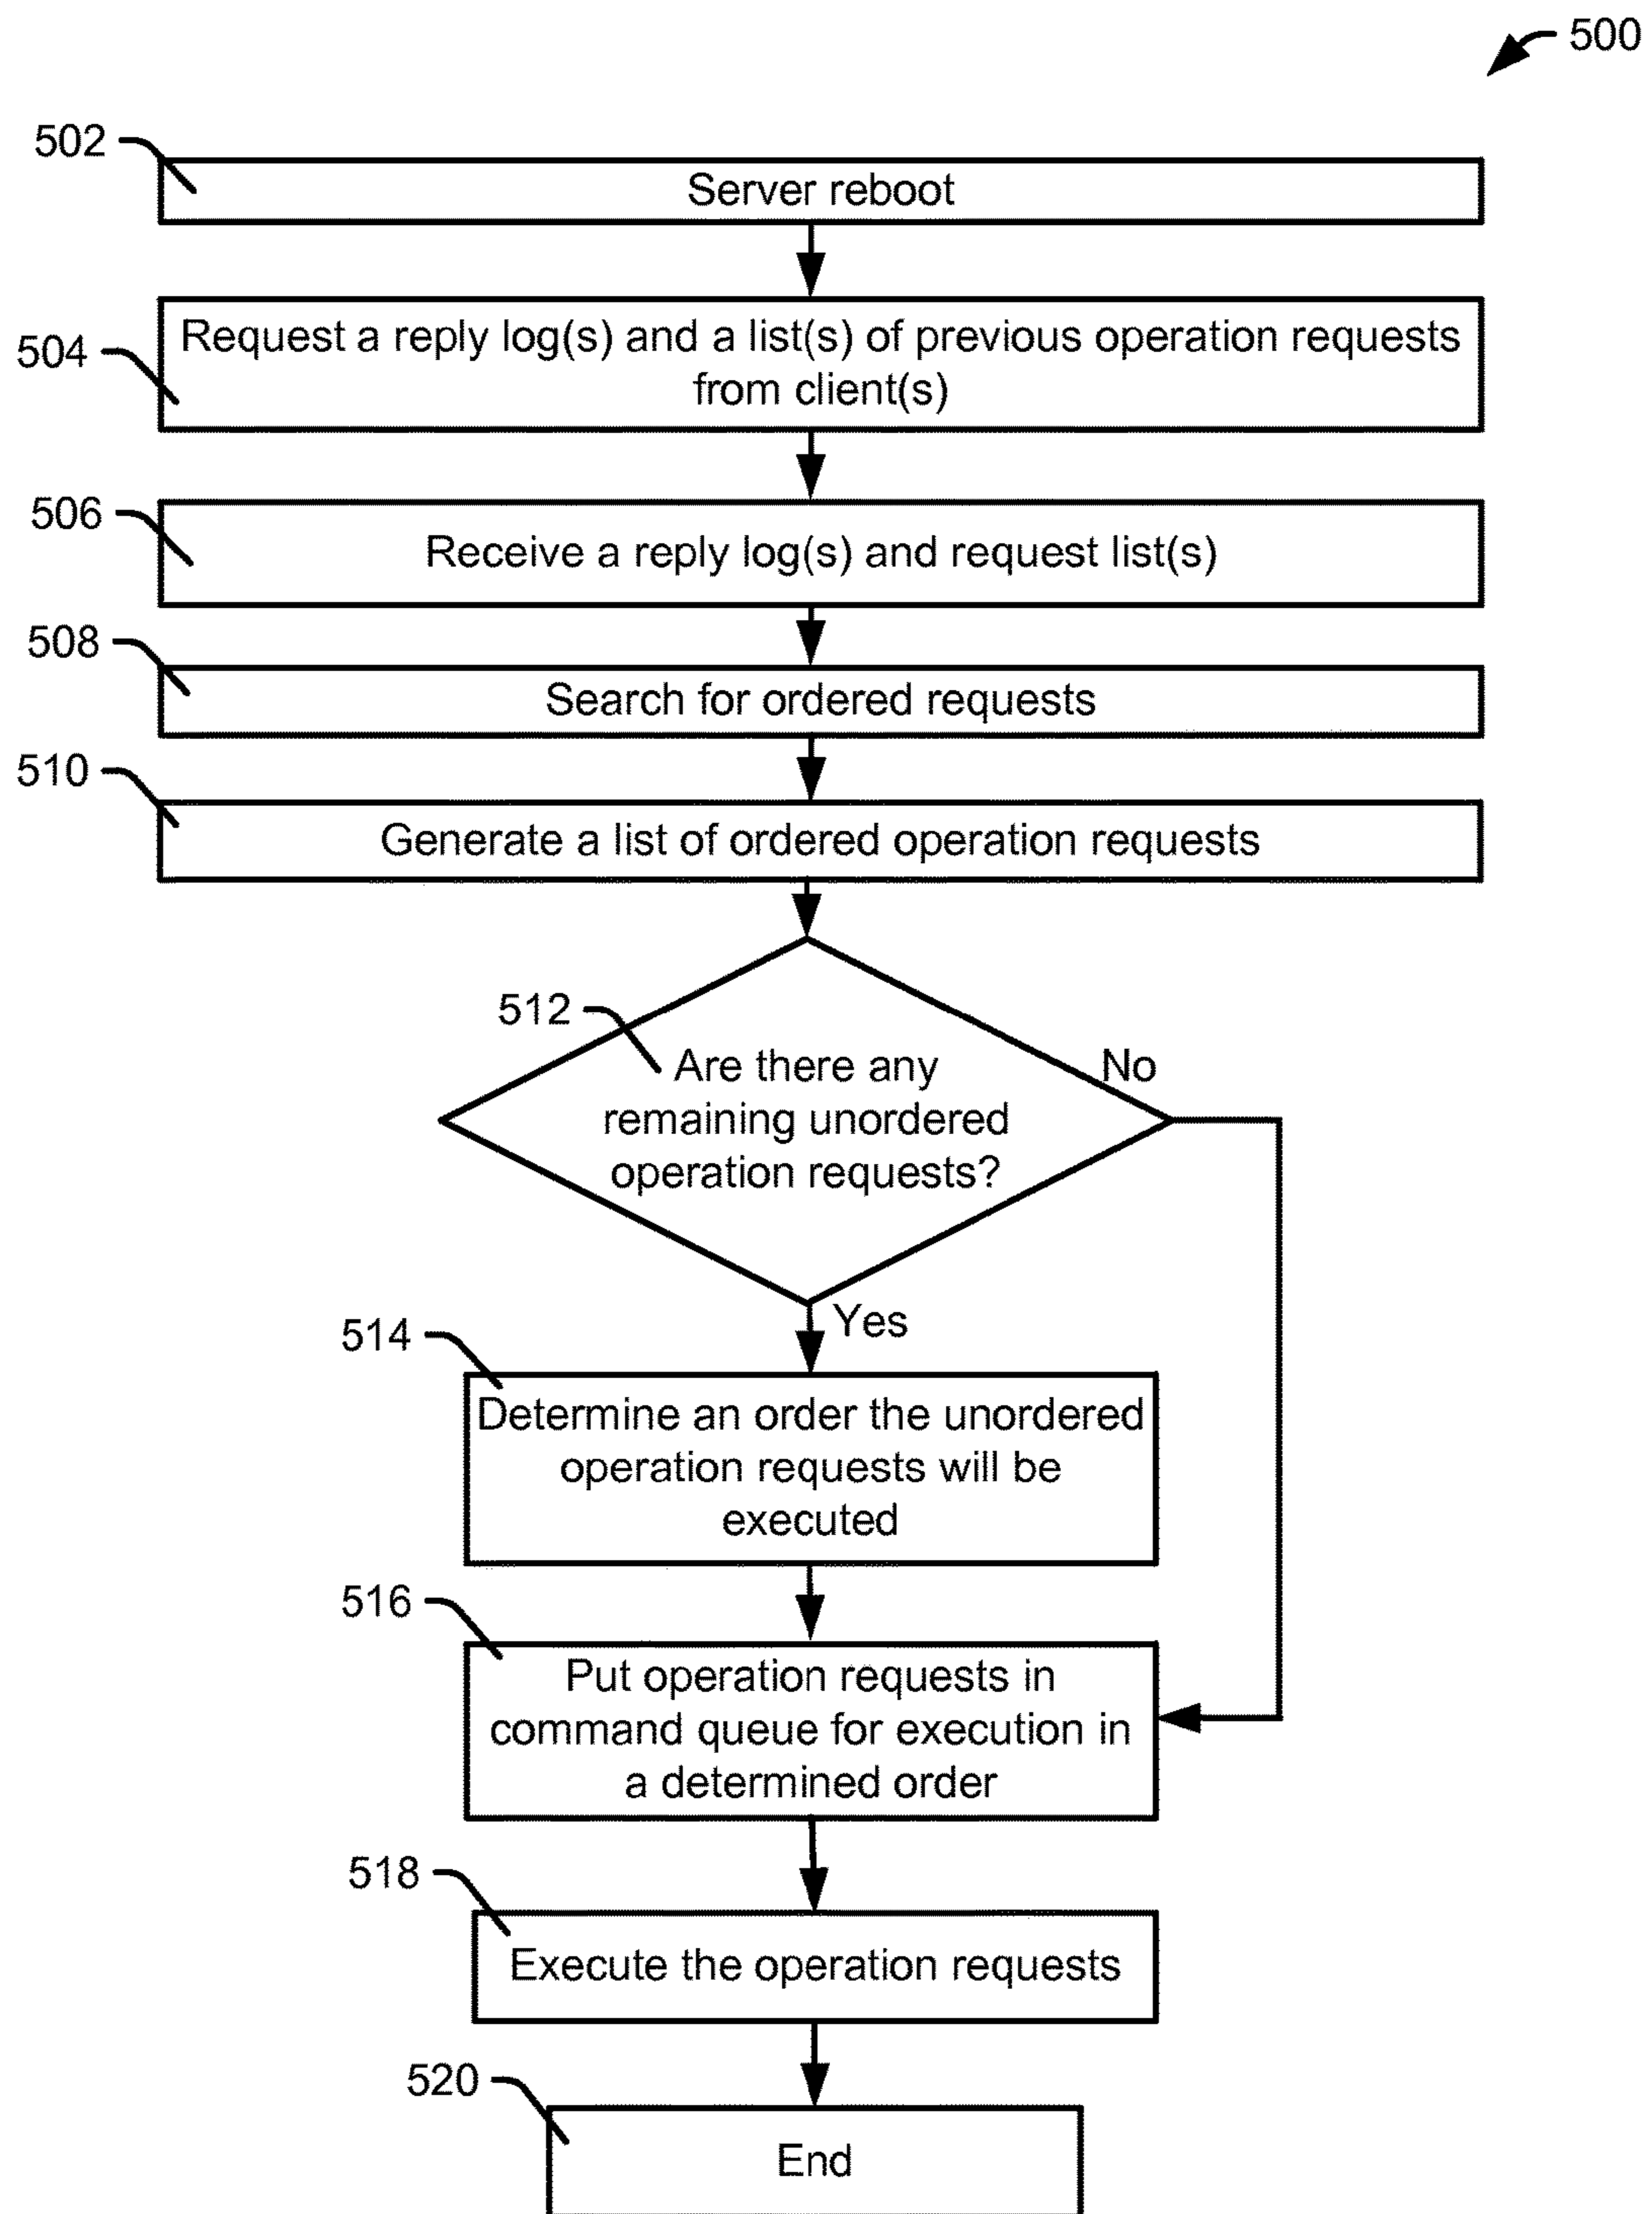 500
502
Server reboot
504
Request a reply log(s) and a list(s) of previous operation requests
from client(s)
506
Receive a reply log(s) and request list(s)
508
Search for ordered requests
510
Generate a list of ordered operation requests
512
Are there any
remaining unordered
operation requests?
No
Yes
514
Determine an order the unordered
operation requests will be
executed
516
Put operation requests in
command queue for execution in
a determined order
518
Execute the operation requests
520
End